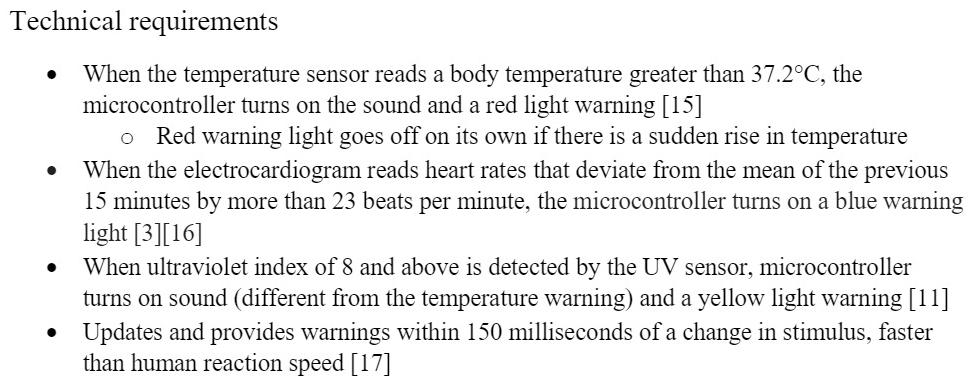 Technical requirements
• When the temperature sensor reads a body temperature greater than 37.2°C, the
microcontroller turns on the sound and a red light warning [15]
o Red warning light goes off on its own if there is a sudden rise in temperature
• When the electrocardiogram reads heart rates that deviate from the mean of the previous
15 minutes by more than 23 beats per minute, the microcontroller turns on a blue warning
light [3][16]
• When ultraviolet index of 8 and above is detected by the UV sensor, microcontroller
turns on sound (different from the temperature warning) and a yellow light warning [11]
• Updates and provides warnings within 150 milliseconds of a change in stimulus, faster
than human reaction speed [17]